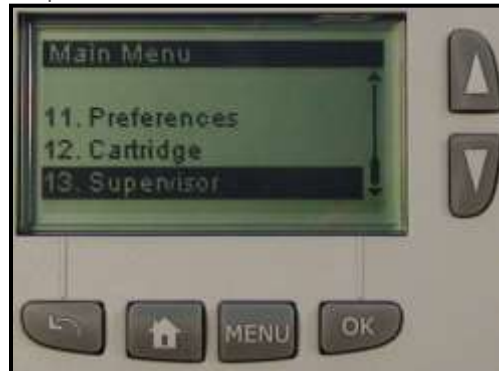 Main Menu
11. Preferences
12. Cartridge
13. Supervisor
MENU
OK